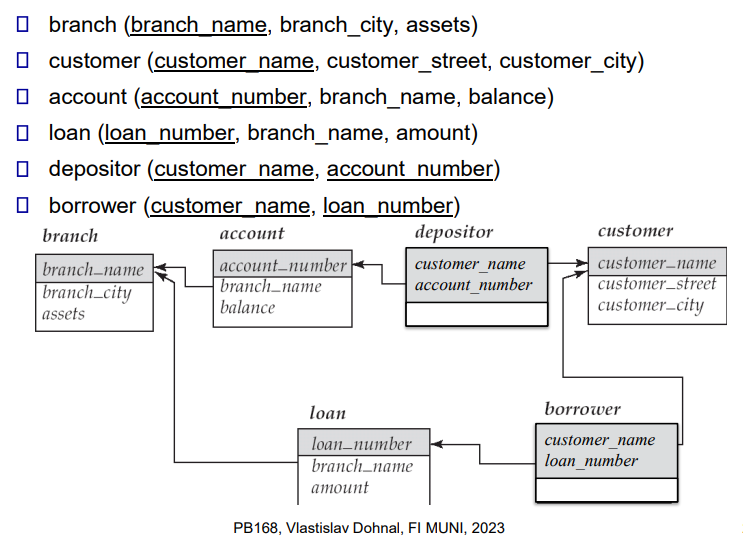 branch (branch_name, branch_city, assets)
customer (customer_name, customer_street, customer_city)
account (account_number, branch_name, balance)
loan (loan_number, branch_name, amount)
depositor (customer_name, account_number)
borrower (customer_name, loan_number)
branch
branch_name
branch_city
assets
account
account_number
branch_name
balance
depositor
customer_name
account_number
customer
customer_name
customer_street
customer_city
loan
loan_number
branch_name
amount
borrower
customer_name
loan_number
PB168, Vlastislav Dohnal, FI MUNI, 2023